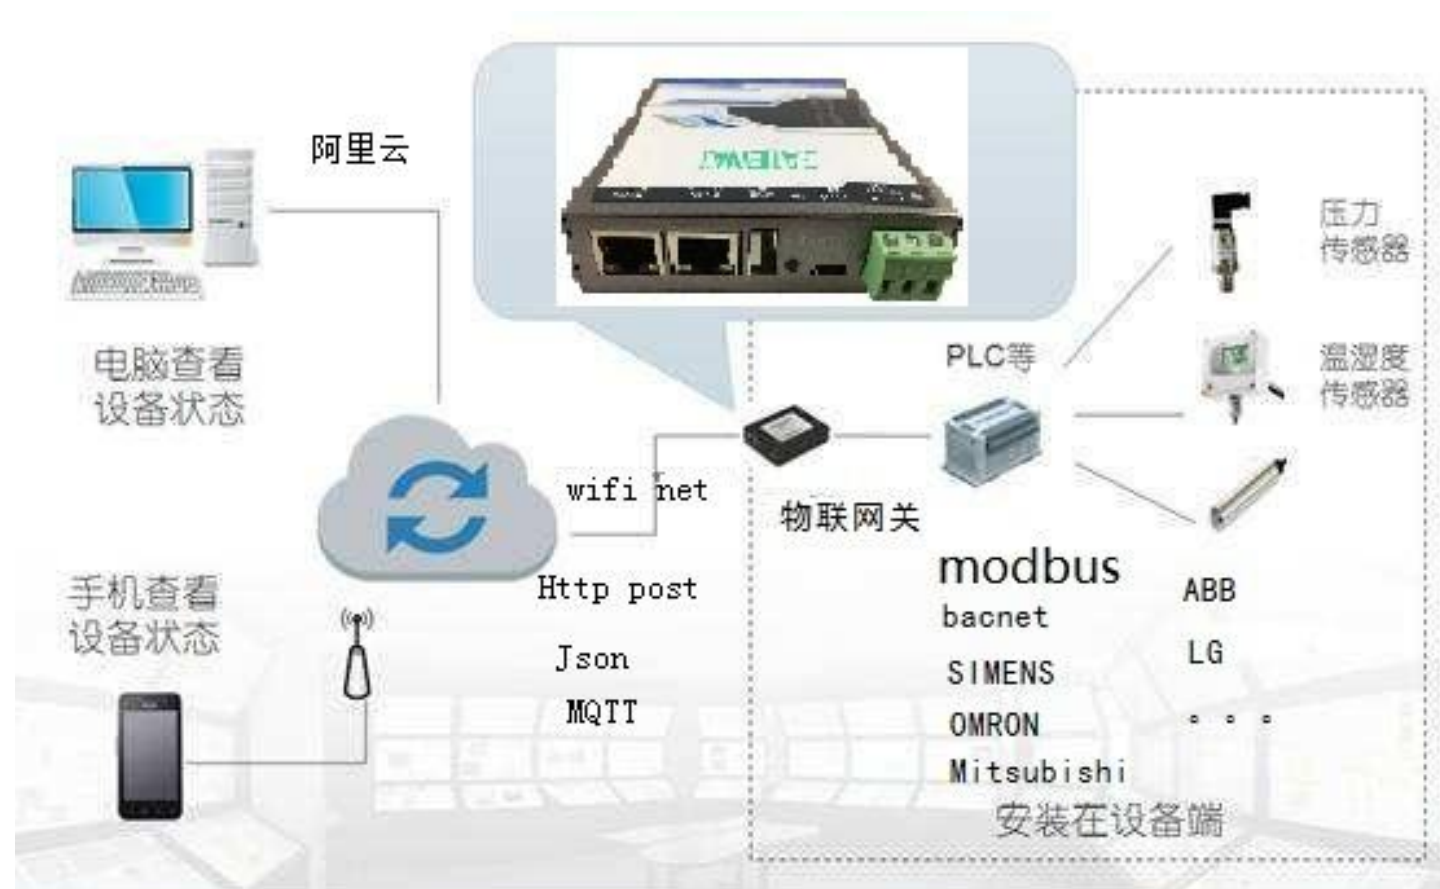 阿里云
GATEWAY
电脑查看
设备状态
手机查看
设备状态
wifi net
Http post
Json
MQTT
物联网关
PLC等
压力
传感器
温湿度
传感器
modbus
bacnet
SIMENS
OMRON
Mitsubishi
ABB
LG
。。。
安装在设备端